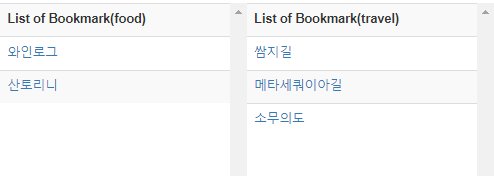 List of Bookmark(food)
와인로그
산토리니
List of Bookmark(travel)
쌈지길
메타세쿼이아길
소무의도